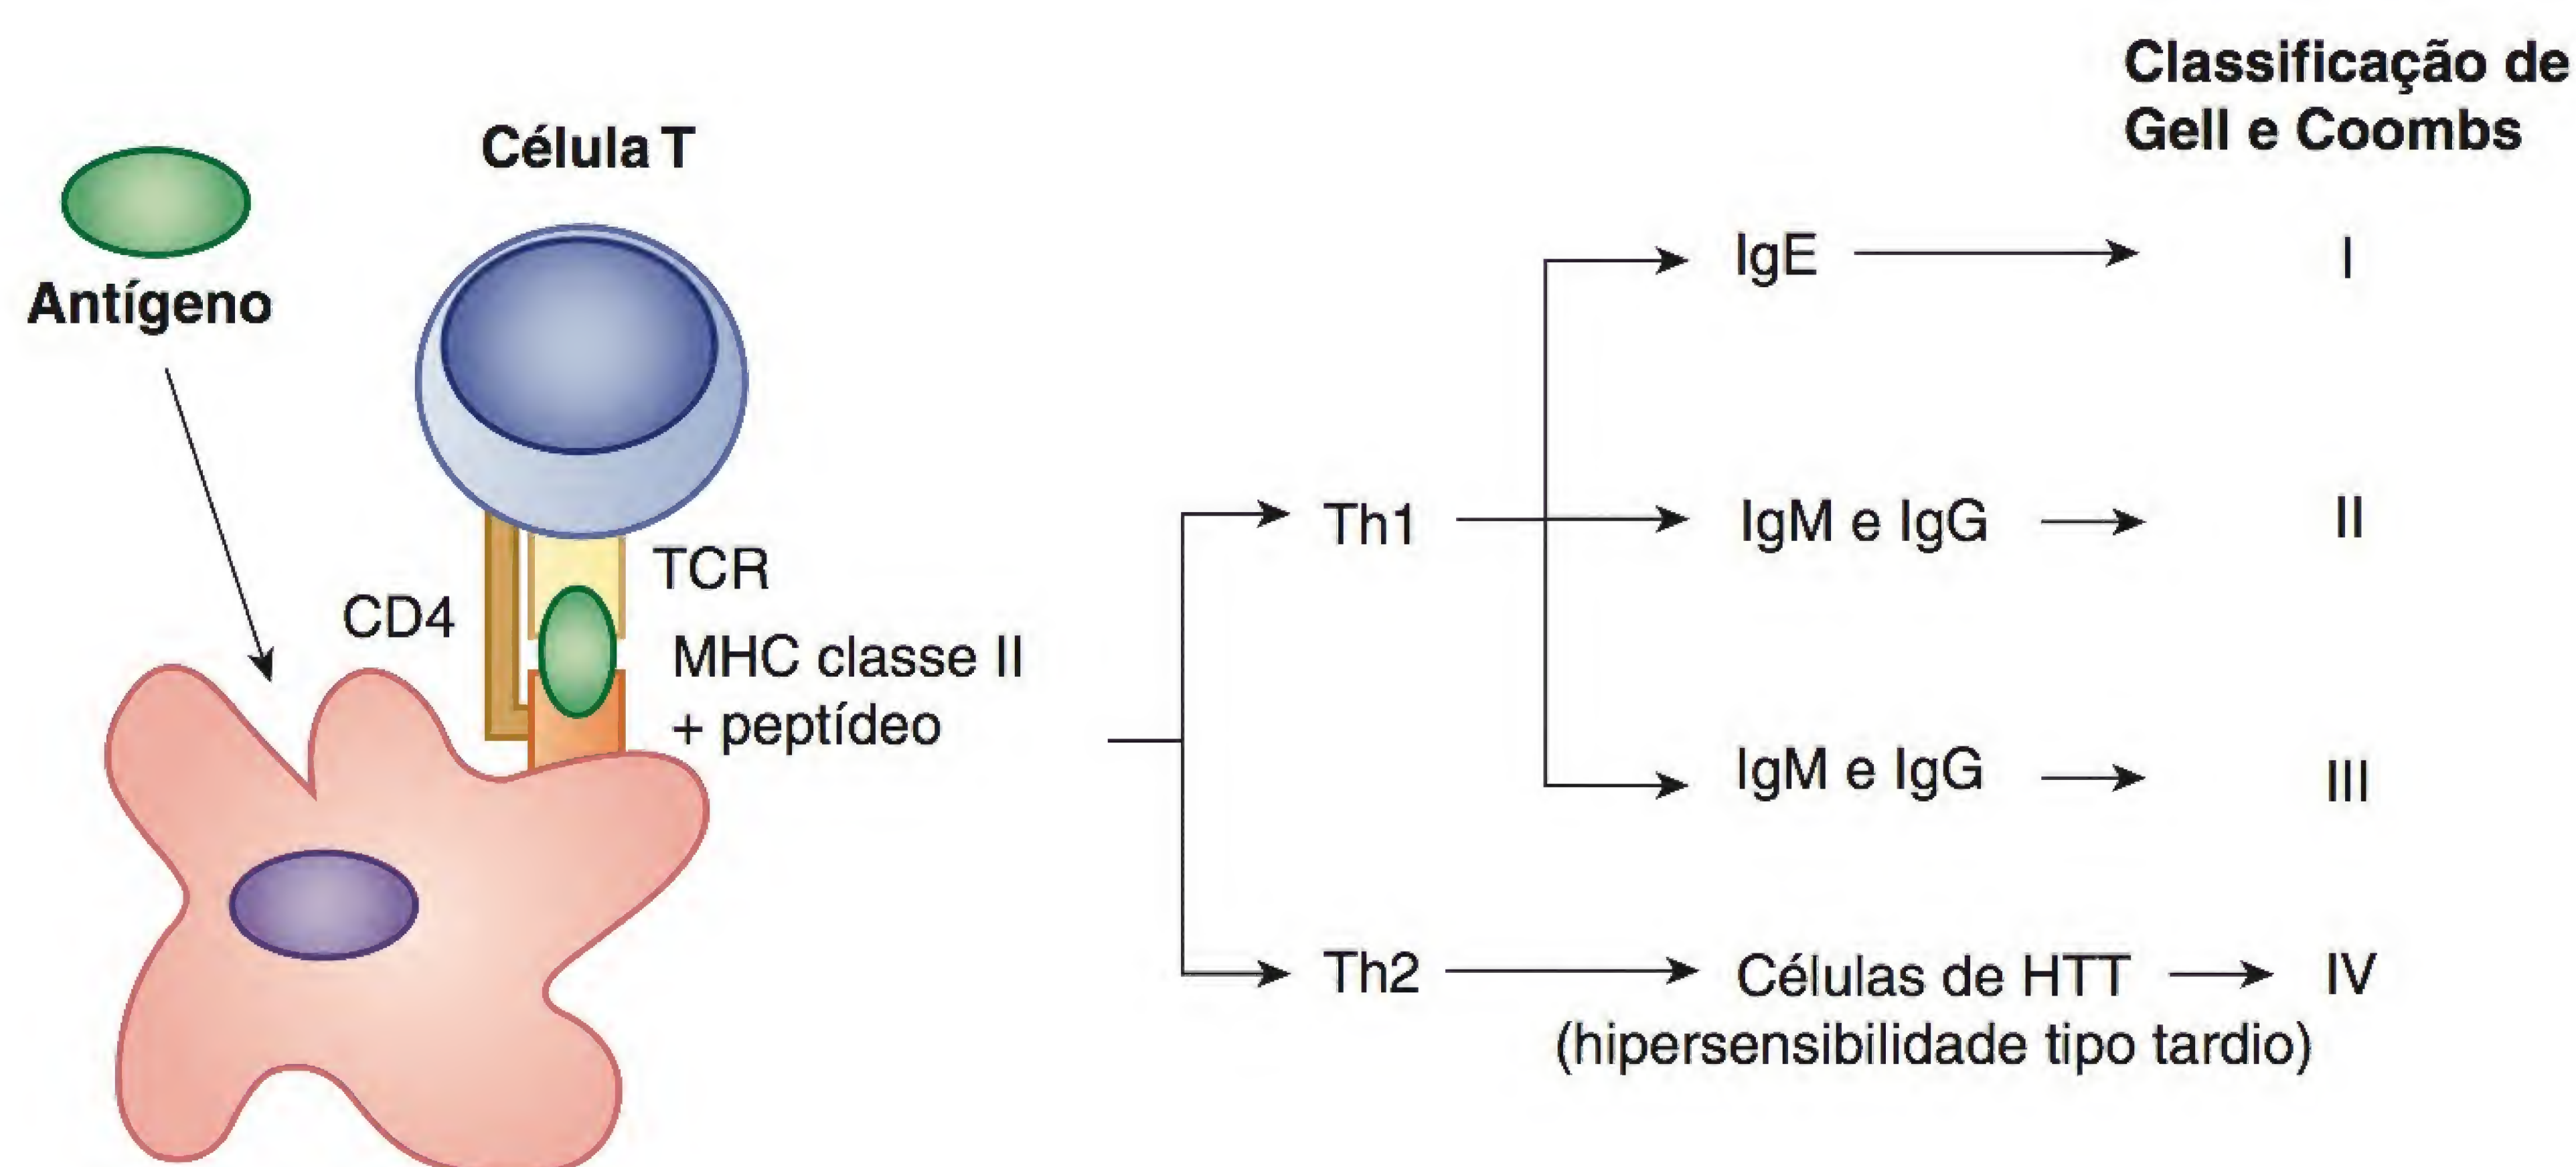 Classificação de
Gell e Coombs
Célula T
Antígeno
CD4
TCR
MHC classe II
+ peptídeo
Th1
IgE
I
IgM e IgG
II
IgM e IgG
III
Th2
Células de HTT
IV
(hipersensibilidade tipo tardio)